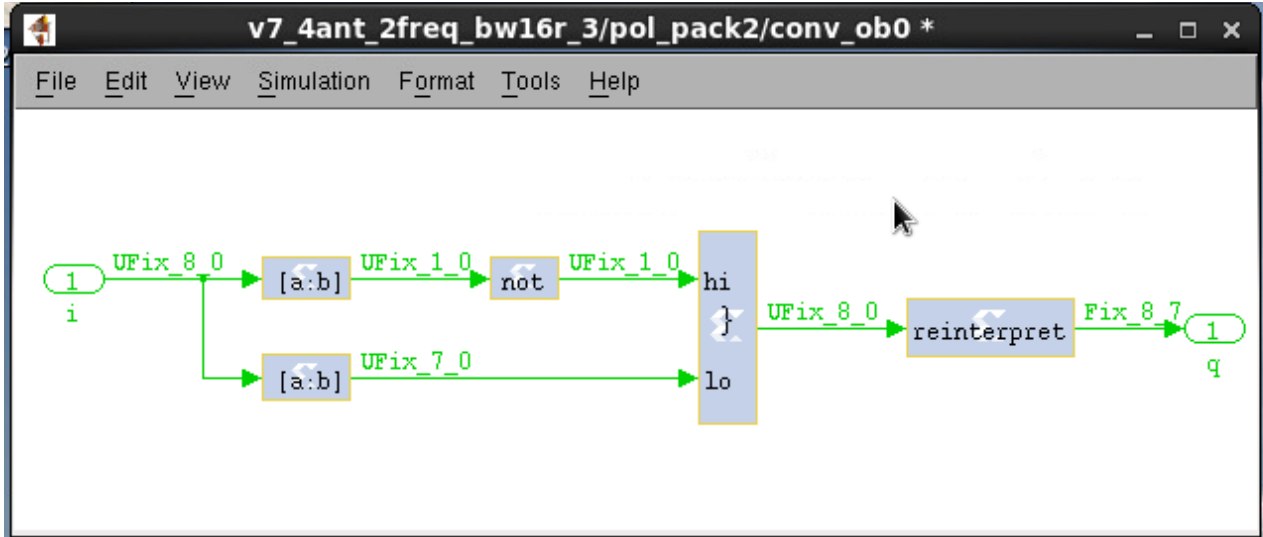 v7_4ant_2freq_bw16r_3/pol_pack2/conv_ob0 *
File Edit View Simulation Format Tools Help
UFix_8_0 UFix_1_0 UFix_1_0
1 [a:b] not hi
i
} UFix_8_0 reinterpret Fix_8_7 1
q
UFix_7_0
[a:b] lo